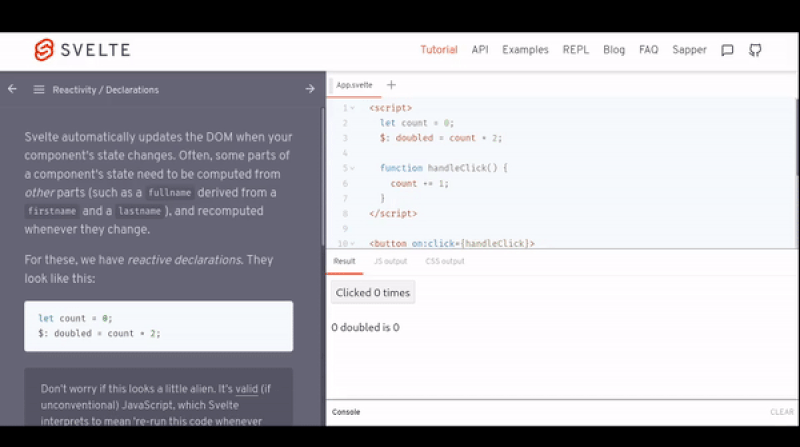 SVELTE
Tutorial API Examples REPL Blog FAQ Sapper
Reactivity / Declarations
Svelte automatically updates the DOM when your
component's state changes. Often, some parts of
a component's state need to be computed from
other parts (such as a fullname derived from a
firstname and a lastname), and recomputed
whenever they change.
For these, we have reactive declarations. They
look like this:
let count = 0;
$: doubled = count * 2;
Don't worry if this looks a little alien. It's valid (if
unconventional) JavaScript, which Svelte
interprets to mean 're-run this code whenever
App.svelte +
1 <script>
2 let count = 0;
3 $: doubled = count * 2;
4
5 function handleClick() {
6 count += 1;
7 }
8 </script>
9
10 <button on:click={handleClick}>
Result JS output CSS output
Clicked 0 times
0 doubled is 0
Console CLEAR